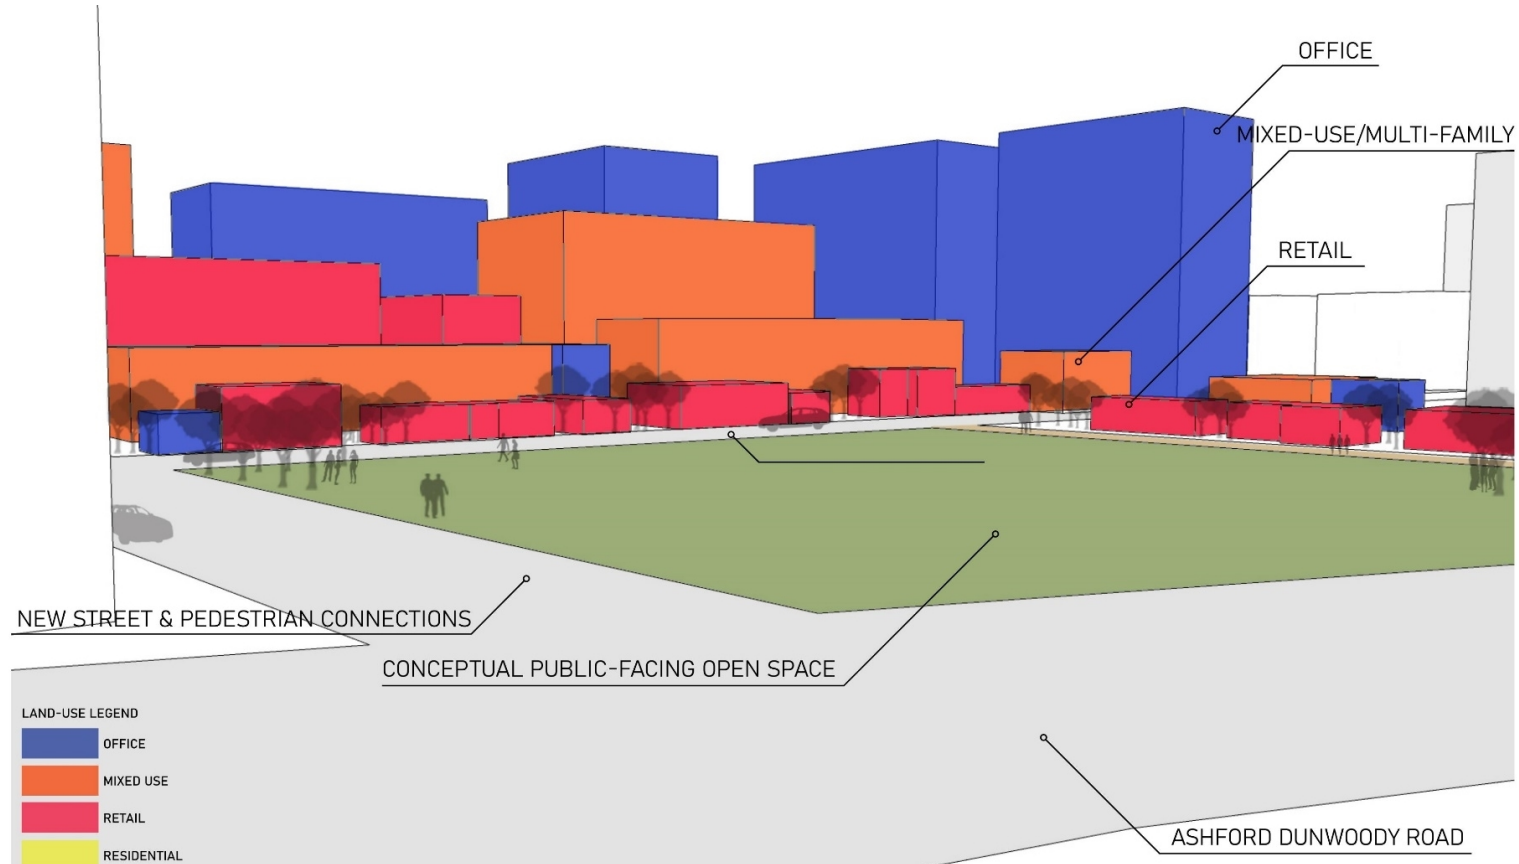 OFFICE
MIXED-USE/MULTI-FAMILY
RETAIL
NEW STREET & PEDESTRIAN CONNECTIONS
CONCEPTUAL PUBLIC-FACING OPEN SPACE
LAND-USE LEGEND
OFFICE
MIXED USE
RETAIL
RESIDENTIAL
ASHFORD DUNWOODY ROAD